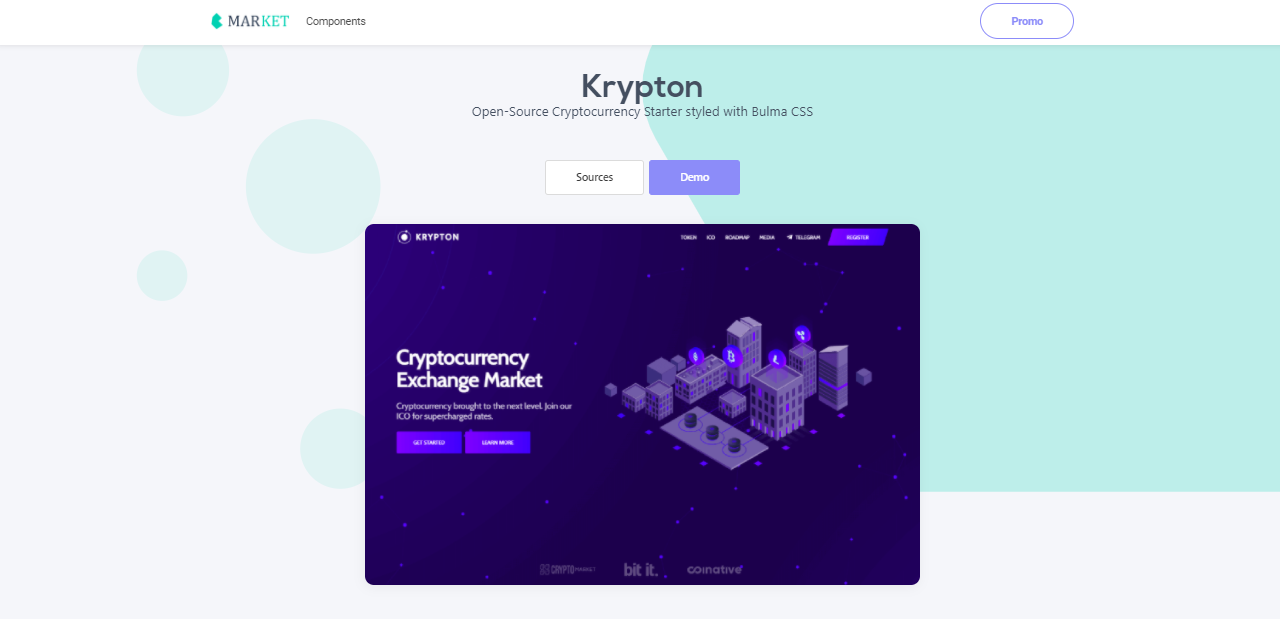 MARKET Components Promo
Krypton
Open-Source Cryptocurrency Starter styled with Bulma CSS
Sources Demo
KRYPTON TOKEN ICO ROADMAP MEDIA TELEGRAM REGISTER
Cryptocurrency
Exchange Market
Cryptocurrency brought to the next level. Join our
ICO for supercharged rates.
GET STARTED LEARN MORE
CRYPTOMARKET bit it. coinative